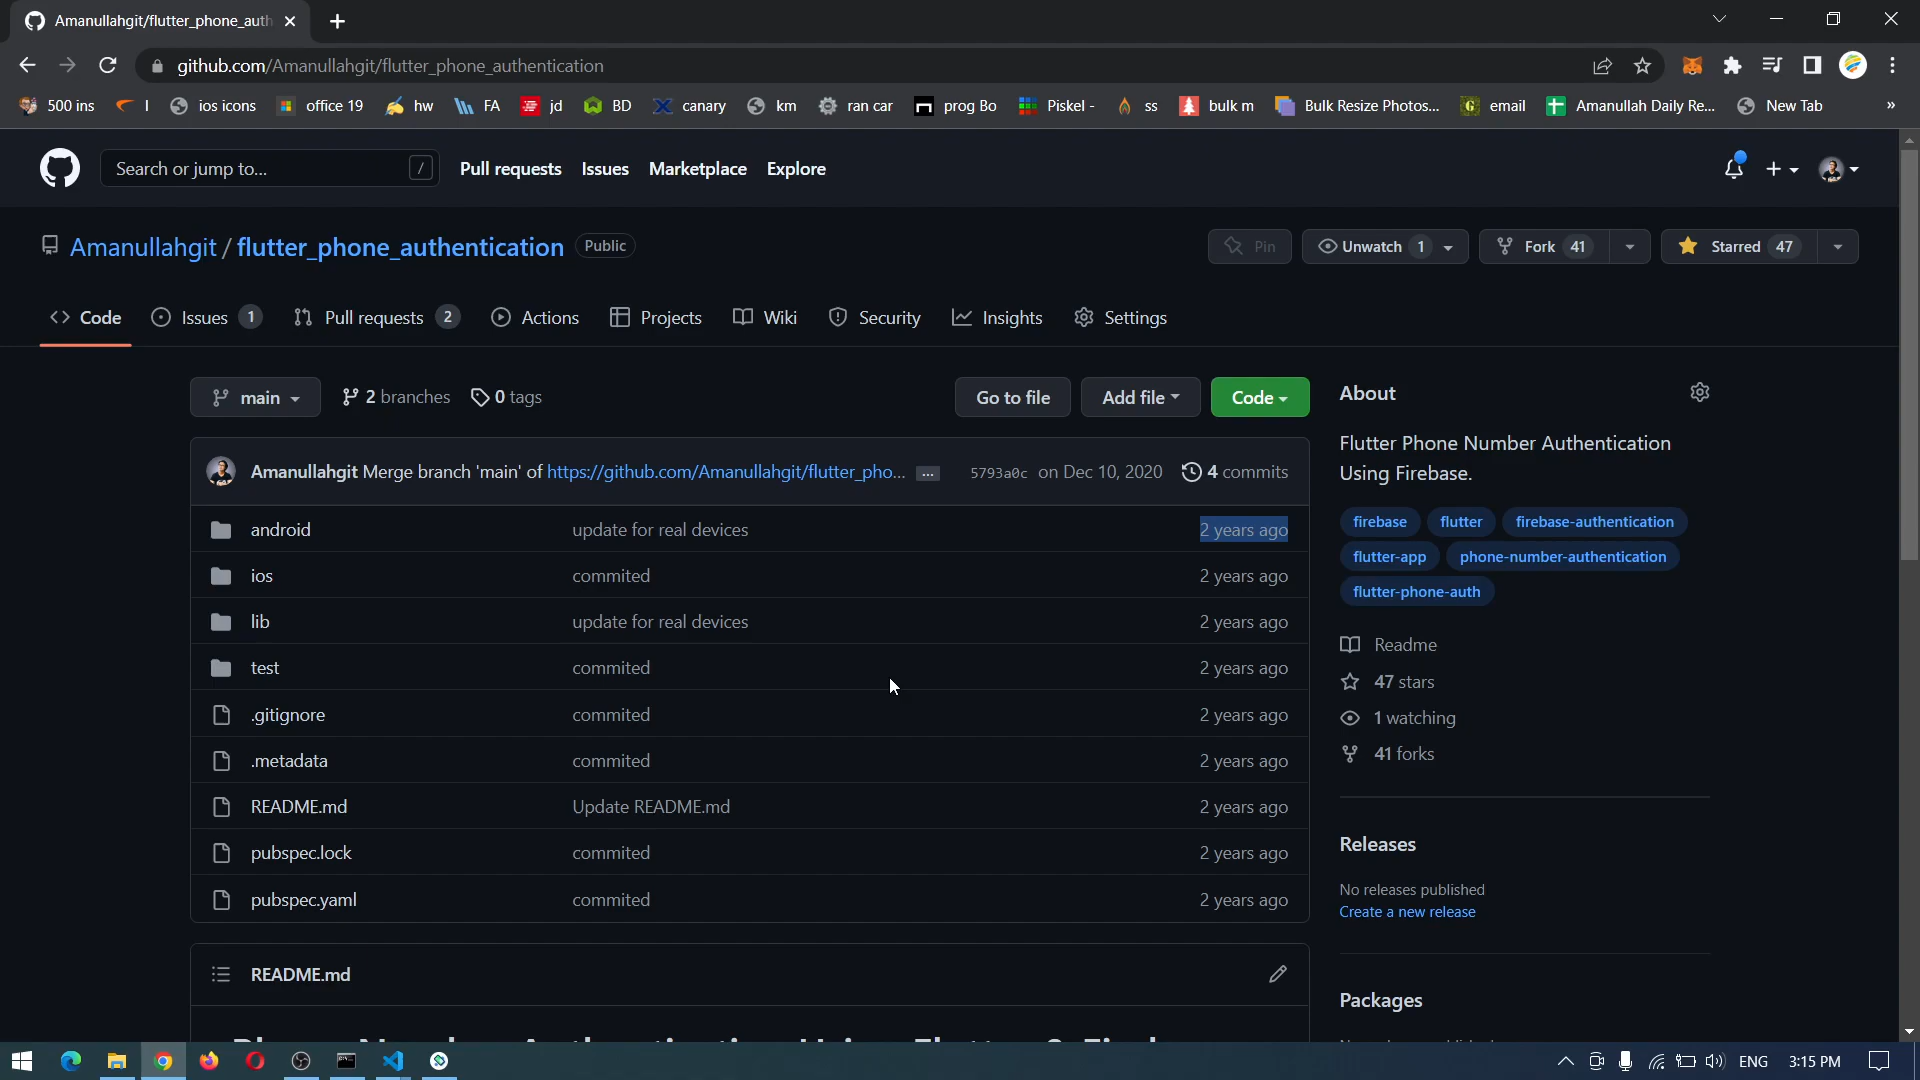 Amanullahgit/flutter_phone_auth
github.com/Amanullahgit/flutter_phone_authentication
500 ins I ios icons office 19 hw FA jd BD canary km ran car prog Bo Piskel - ss bulk m Bulk Resize Photos... email Amanullah Daily Re... New Tab »
Search or jump to... / Pull requests Issues Marketplace Explore
Amanullahgit / flutter_phone_authentication Public Pin Unwatch 1 Fork 41 Starred 47
Code Issues 1 Pull requests 2 Actions Projects Wiki Security Insights Settings
main 2 branches 0 tags Go to file Add file Code
Amanullahgit Merge branch 'main' of https://github.com/Amanullahgit/flutter_pho... ... 5793a0c on Dec 10, 2020 4 commits
android update for real devices 2 years ago
ios commited 2 years ago
lib update for real devices 2 years ago
test commited 2 years ago
.gitignore commited 2 years ago
.metadata commited 2 years ago
README.md Update README.md 2 years ago
pubspec.lock commited 2 years ago
pubspec.yaml commited 2 years ago
README.md
About
Flutter Phone Number Authentication
Using Firebase.
firebase flutter firebase-authentication
flutter-app phone-number-authentication
flutter-phone-auth
Readme
47 stars
1 watching
41 forks
Releases
No releases published
Create a new release
Packages
ENG 3:15 PM